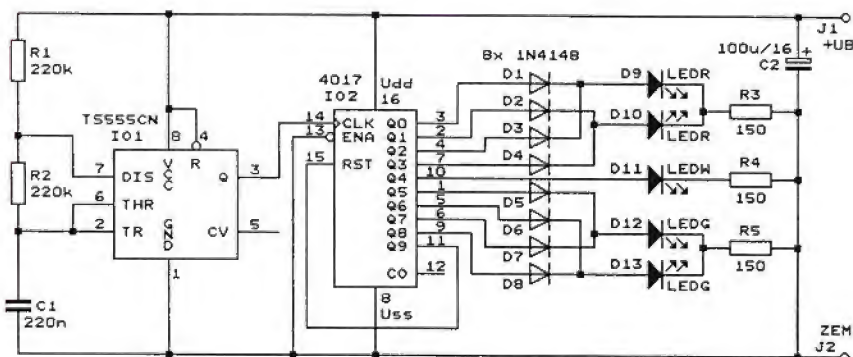 R1
220k
R2
220k
C1
220n
TS555CN
IO1
8
4
7
DIS
VCC
R
Q
3
6
THR
2
TR
GND
CV
5
1
4017
IO2
Udd
16
14
CLK
13
ENA
15
RST
Q0
3
Q1
2
Q2
4
Q3
7
Q4
10
Q5
1
Q6
5
Q7
6
Q8
9
Q9
11
CO
12
8
Uss
8x 1N4148
D1
D2
D3
D4
D5
D6
D7
D8
D9
LEDR
D10
LEDR
D11
LEDW
D12
LEDG
D13
LEDG
R3
150
R4
150
R5
150
100u/16
+
C2
J1
+UB
ZEM
J2